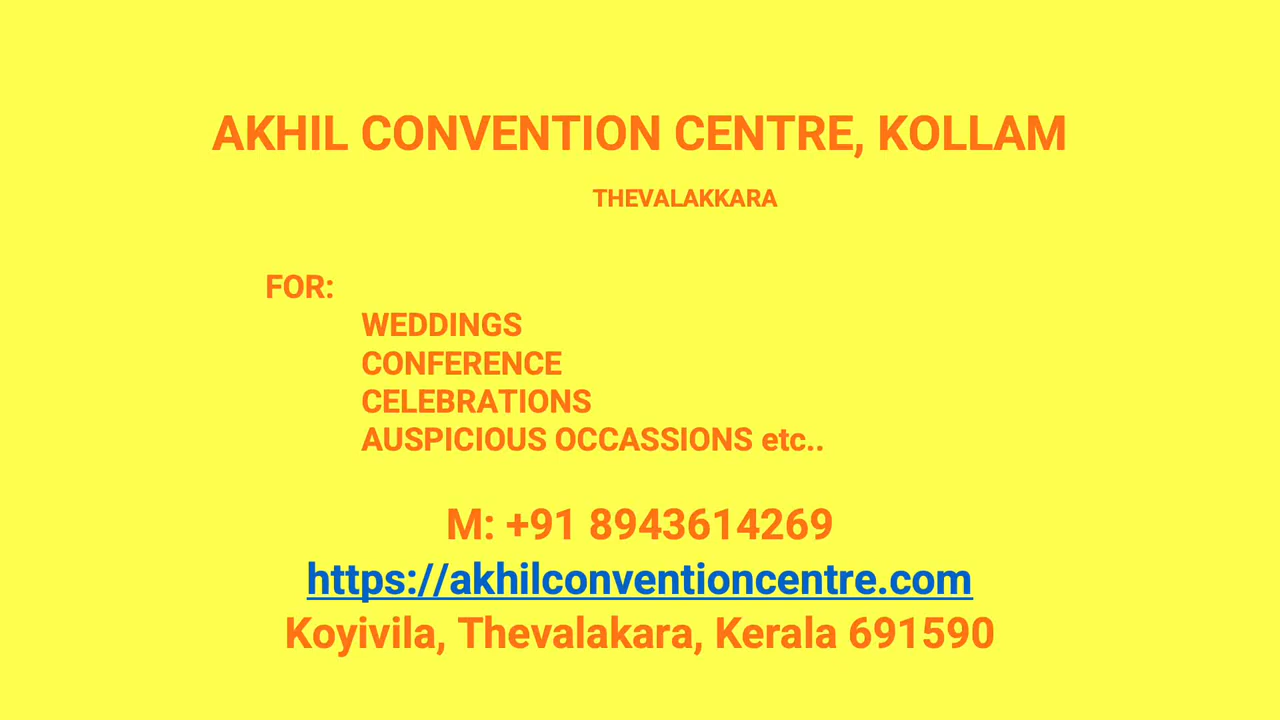 AKHIL CONVENTION CENTRE, KOLLAM
THEVALAKKARA
FOR:
WEDDINGS
CONFERENCE
CELEBRATIONS
AUSPICIOUS OCCASSIONS etc..
M: +91 8943614269
https://akhilconventioncentre.com
Koyivila, Thevalakara, Kerala 691590